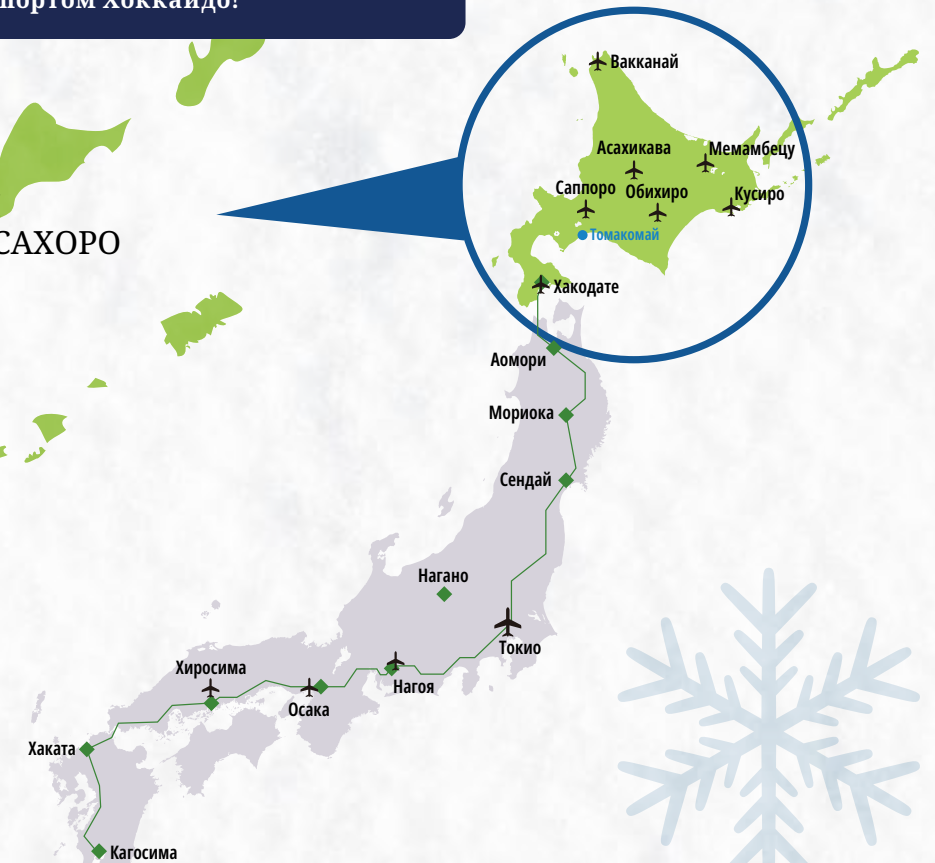 портом Хоккайдо!
Вакканай
Асахикава
Мемамбецу
Саппоро
Обихиро
Кусиро
Томакомай
САХОРО
Хакодате
Аомори
Мориока
Сендай
Нагано
Токио
Хиросима
Нагоя
Осака
Хаката
Кагосима